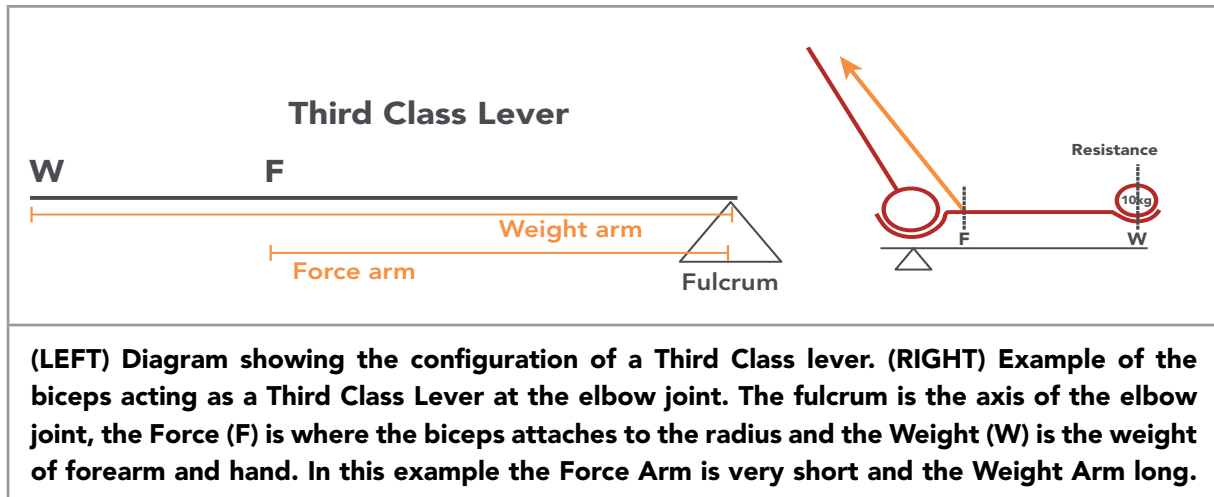 Third Class Lever
W
F
Weight arm
Force arm
Fulcrum
Resistance
10kg
F
W
(LEFT) Diagram showing the configuration of a Third Class lever. (RIGHT) Example of the
biceps acting as a Third Class Lever at the elbow joint. The fulcrum is the axis of the elbow
joint, the Force (F) is where the biceps attaches to the radius and the Weight (W) is the weight
of forearm and hand. In this example the Force Arm is very short and the Weight Arm long.